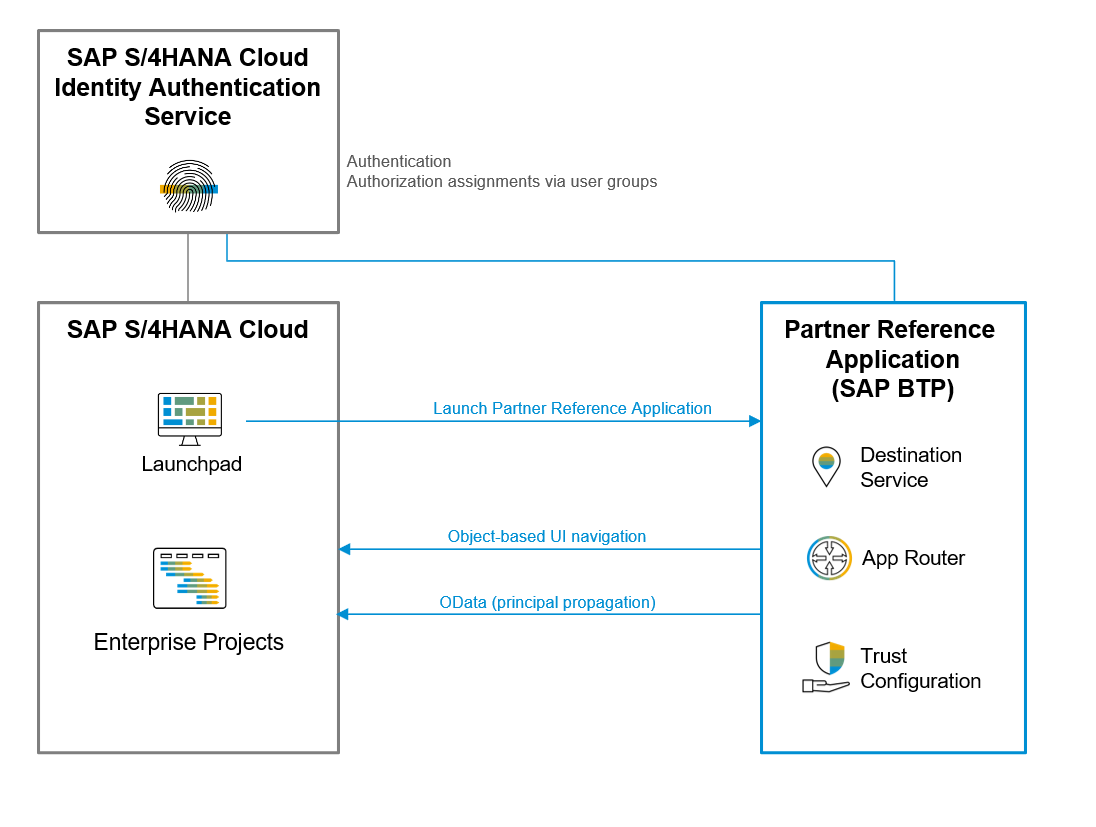 SAP S/4HANA Cloud
Identity Authentication
Service
Authentication
Authorization assignments via user groups
SAP S/4HANA Cloud
Launchpad
Enterprise Projects
Launch Partner Reference Application
Object-based UI navigation
OData (principal propagation)
Partner Reference
Application
(SAP BTP)
Destination
Service
App Router
Trust
Configuration